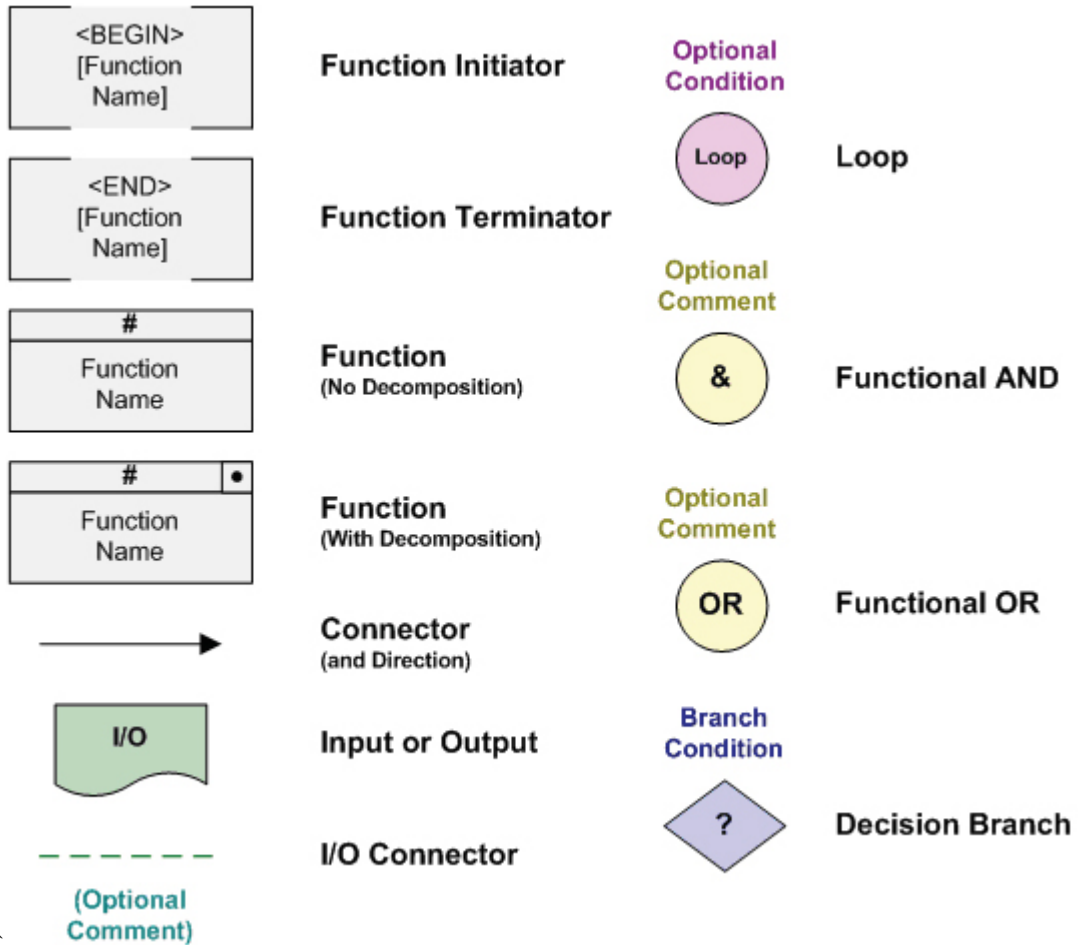 <BEGIN>
[Function
Name]
Function Initiator
<END>
[Function
Name]
Function Terminator
#
Function
Name
Function
(No Decomposition)
#
Function
Name
Function
(With Decomposition)
Connector
(and Direction)
I/O
Input or Output
I/O Connector
(Optional
Comment)
Optional
Condition
Loop
Loop
Optional
Comment
&
Functional AND
Optional
Comment
OR
Functional OR
Branch
Condition
?
Decision Branch